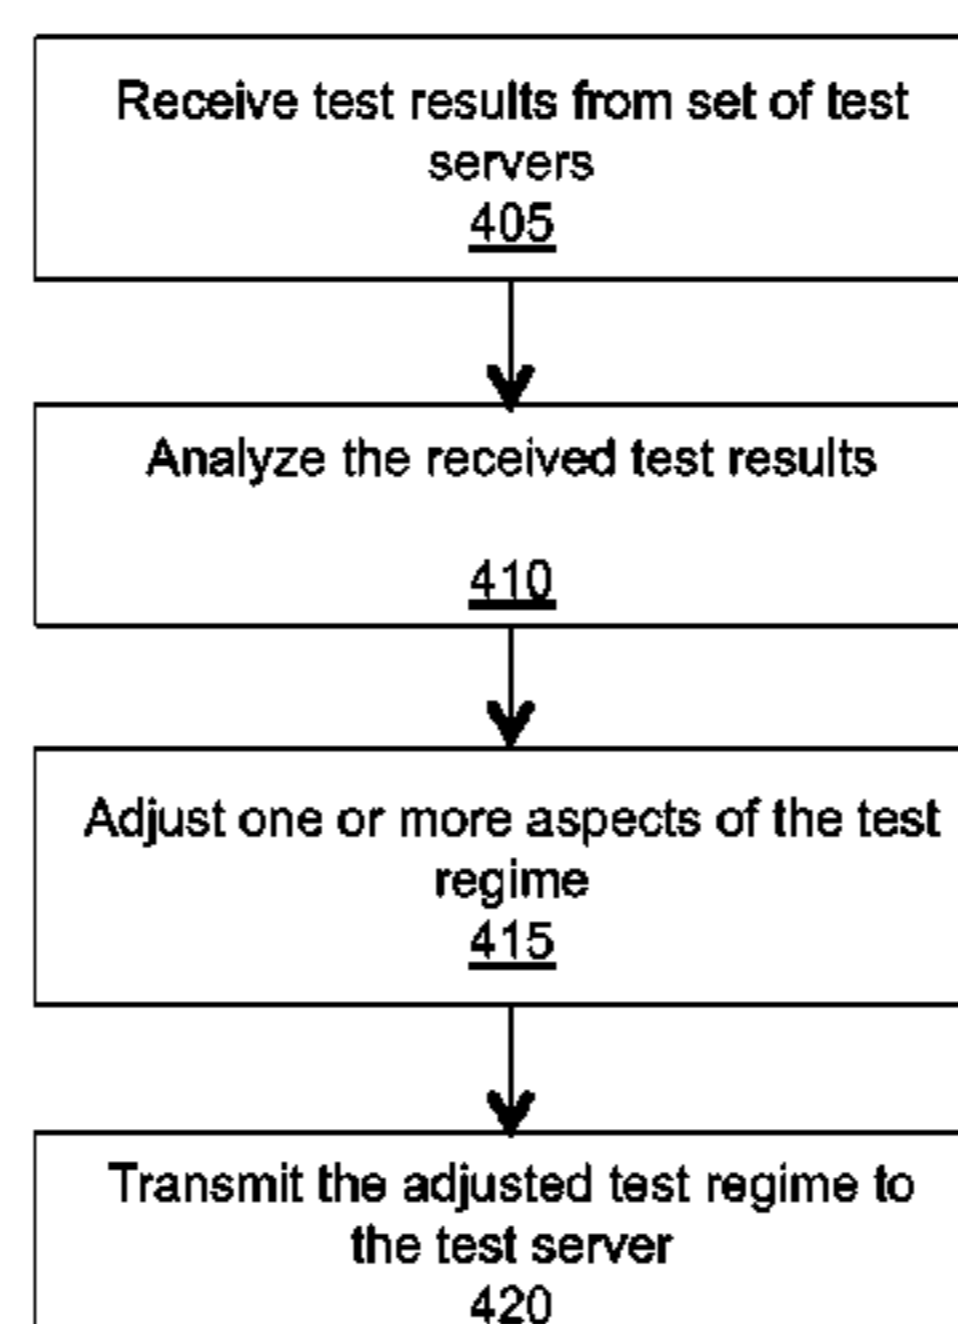 Receive test results from set of test
servers
405
Analyze the received test results
410
Adjust one or more aspects of the test
regime
415
Transmit the adjusted test regime to
the test server
420